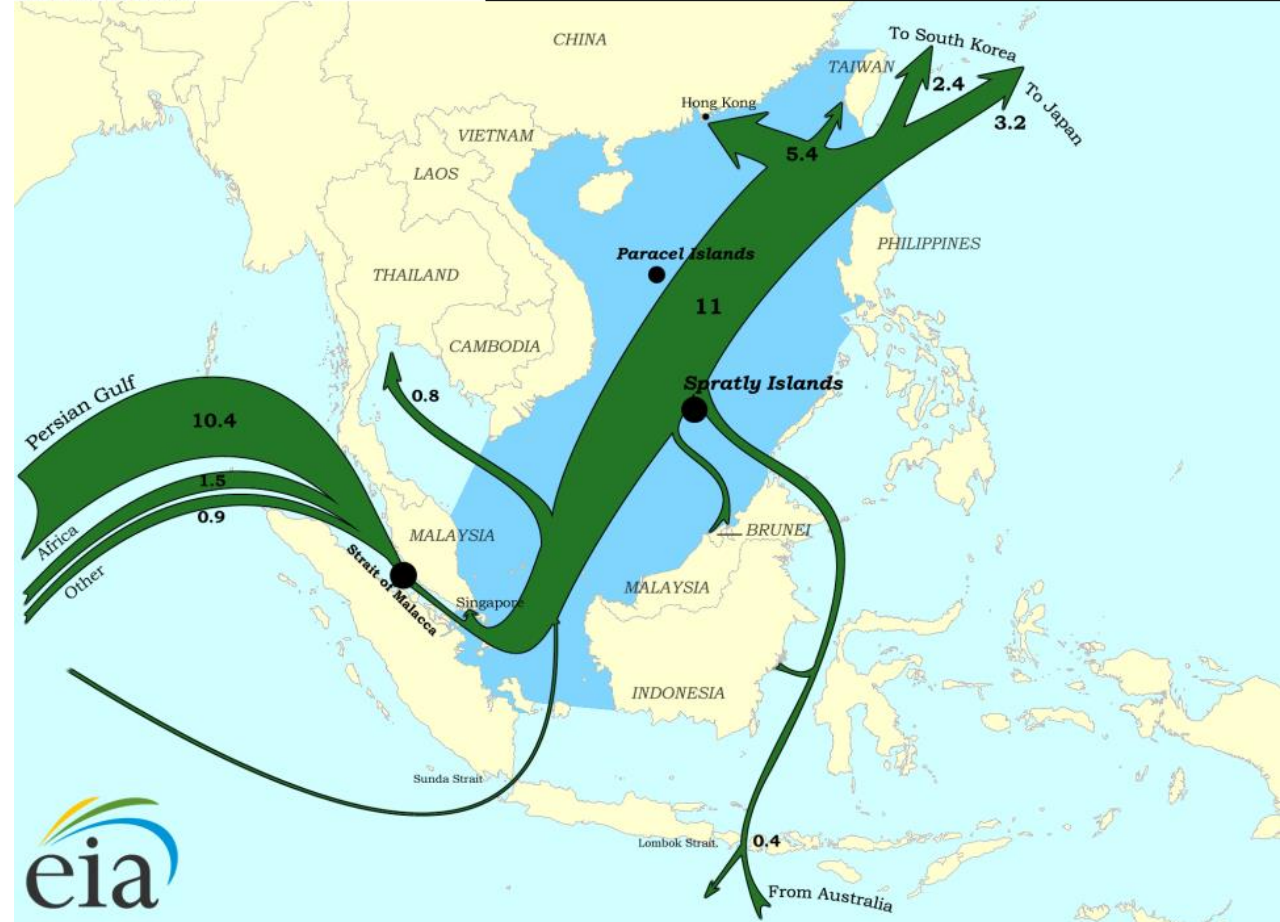 CHINA
To South Korea
TAIWAN
2.4
To Japan
3.2
Hong Kong
VIETNAM
5.4
LAOS
PHILIPPINES
Paracel Islands
THAILAND
11
CAMBODIA
Spratly Islands
0.8
Persian Gulf
10.4
1.5
0.9
Africa
Other
MALAYSIA
BRUNEI
Strait of Malacca
Singapore
MALAYSIA
INDONESIA
Sunda Strait
Lombok Strait.
0.4
From Australia
eia